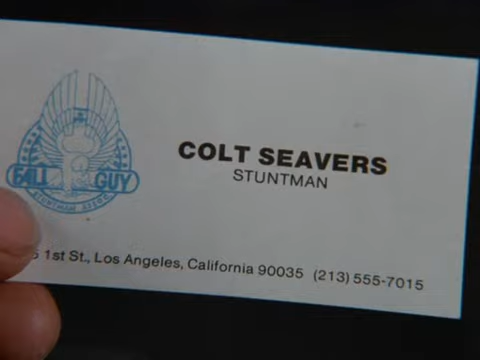 FALL GUY
STUNTMAN ASSOC.
COLT SEAVERS
STUNTMAN
1st St., Los Angeles, California 90035 (213) 555-7015